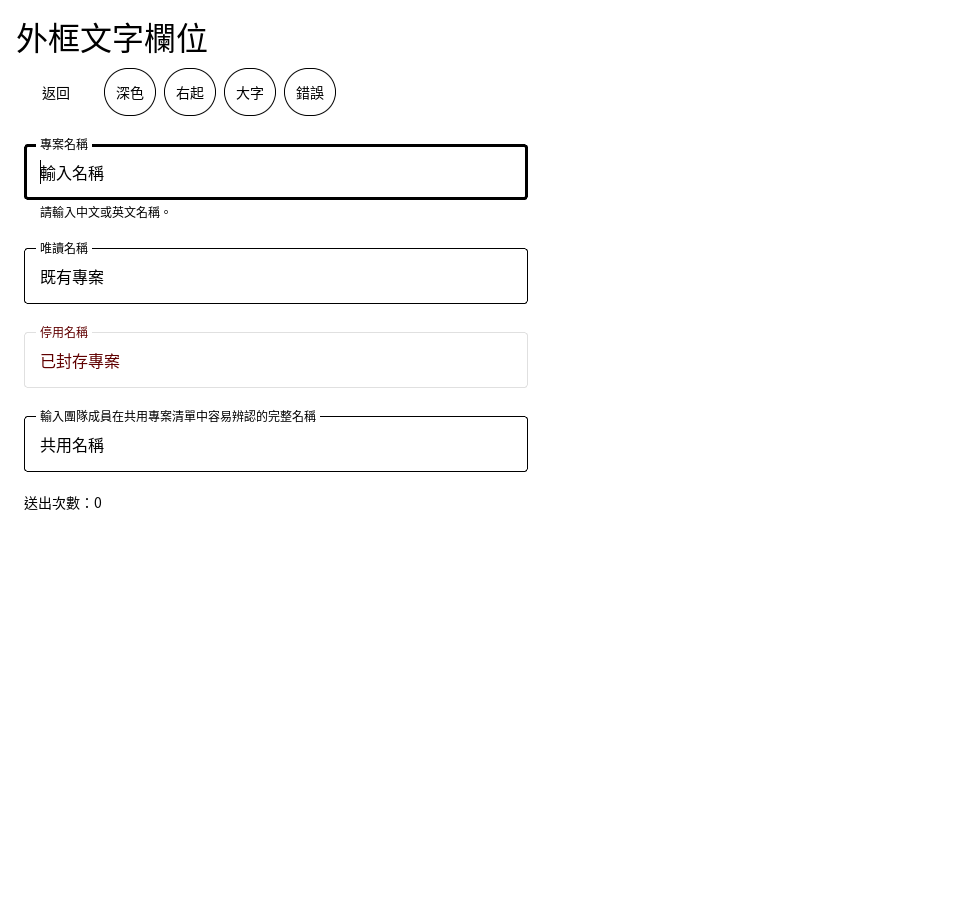 外框文字欄位
返回 深色 右起 大字 錯誤
專案名稱
輸入名稱
請輸入中文或英文名稱。
唯讀名稱
既有專案
停用名稱
已封存專案
輸入團隊成員在共用專案清單中容易辨認的完整名稱
共用名稱
送出次數：0